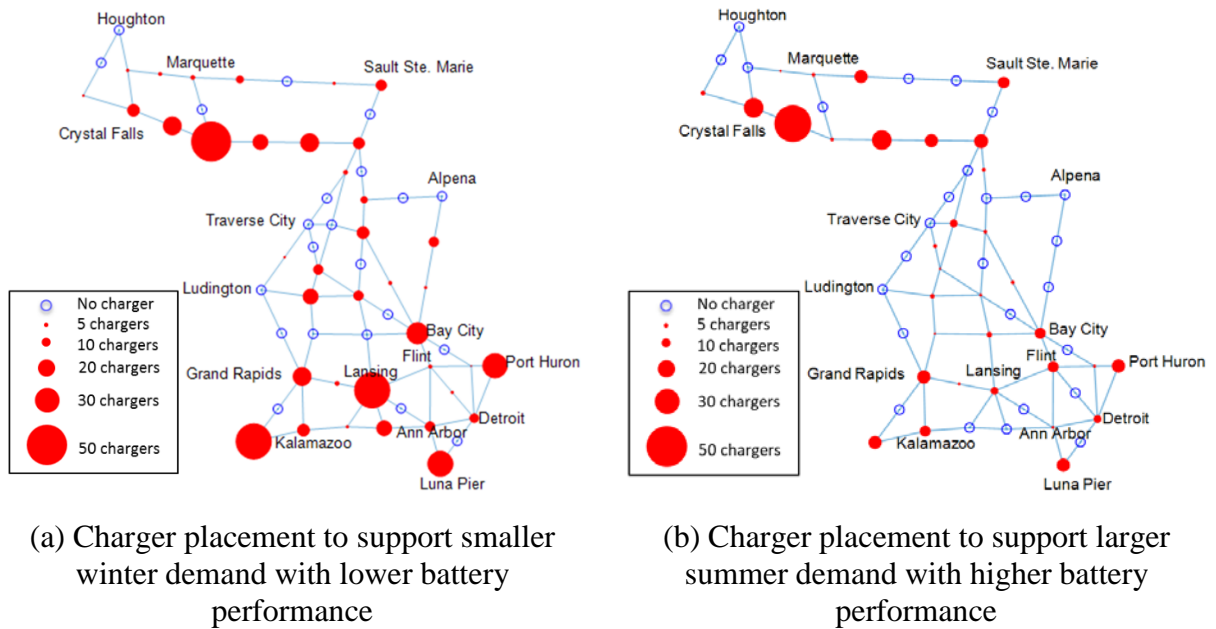 Houghton
Marquette
Sault Ste. Marie
Crystal Falls
Alpena
Traverse City
Ludington
No charger
5 chargers
10 chargers
20 chargers
30 chargers
50 chargers
Bay City
Flint
Port Huron
Grand Rapids
Lansing
Detroit
Kalamazoo
Ann Arbor
Luna Pier
Houghton
Marquette
Sault Ste. Marie
Crystal Falls
Alpena
Traverse City
Ludington
No charger
5 chargers
10 chargers
20 chargers
30 chargers
50 chargers
Bay City
Flint
Port Huron
Grand Rapids
Lansing
Detroit
Kalamazoo
Ann Arbor
Luna Pier
(a) Charger placement to support smaller
winter demand with lower battery
performance
(b) Charger placement to support larger
summer demand with higher battery
performance